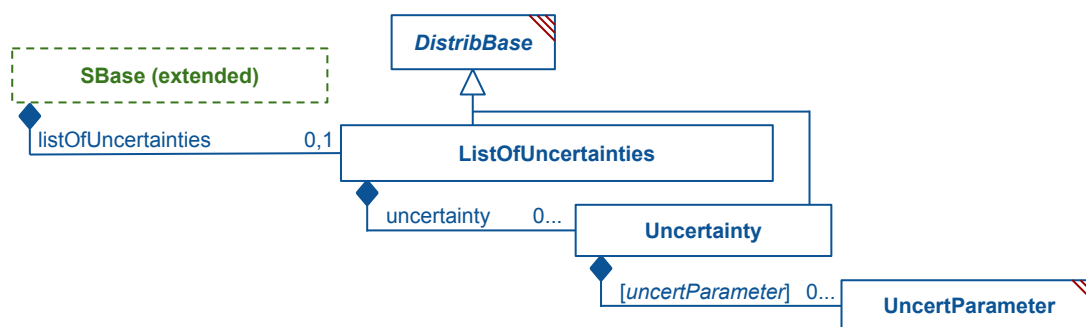 DistribBase
SBase (extended)
listOfUncertainties 0,1
ListOfUncertainties
uncertainty 0...
Uncertainty
[uncertParameter] 0...
UncertParameter